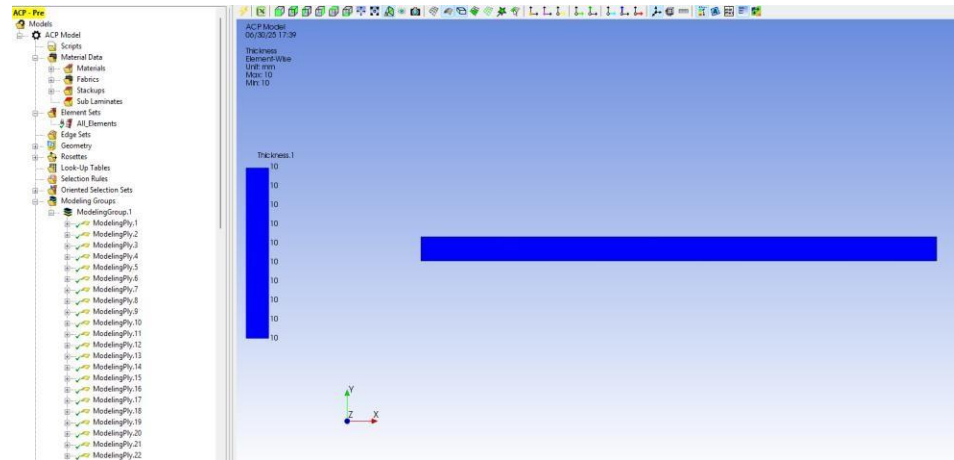 ACP - Pre
Models
ACP Model
Scripts
Material Data
Materials
Fabrics
Stackups
Sub Laminates
Element Sets
All_Elements
Edge Sets
Geometry
Rosettes
Look-Up Tables
Selection Rules
Oriented Selection Sets
Modeling Groups
ModelingGroup.1
ModelingPly.1
ModelingPly.2
ModelingPly.3
ModelingPly.4
ModelingPly.5
ModelingPly.6
ModelingPly.7
ModelingPly.8
ModelingPly.9
ModelingPly.10
ModelingPly.11
ModelingPly.12
ModelingPly.13
ModelingPly.14
ModelingPly.15
ModelingPly.16
ModelingPly.17
ModelingPly.18
ModelingPly.19
ModelingPly.20
ModelingPly.21
ModelingPly.22
ACP Model
06/30/25 17:39
Thickness
Element-Wise
Unit: mm
Max: 10
Min: 10
Thickness.1
10
10
10
10
10
10
10
10
10
10
Y
Z X